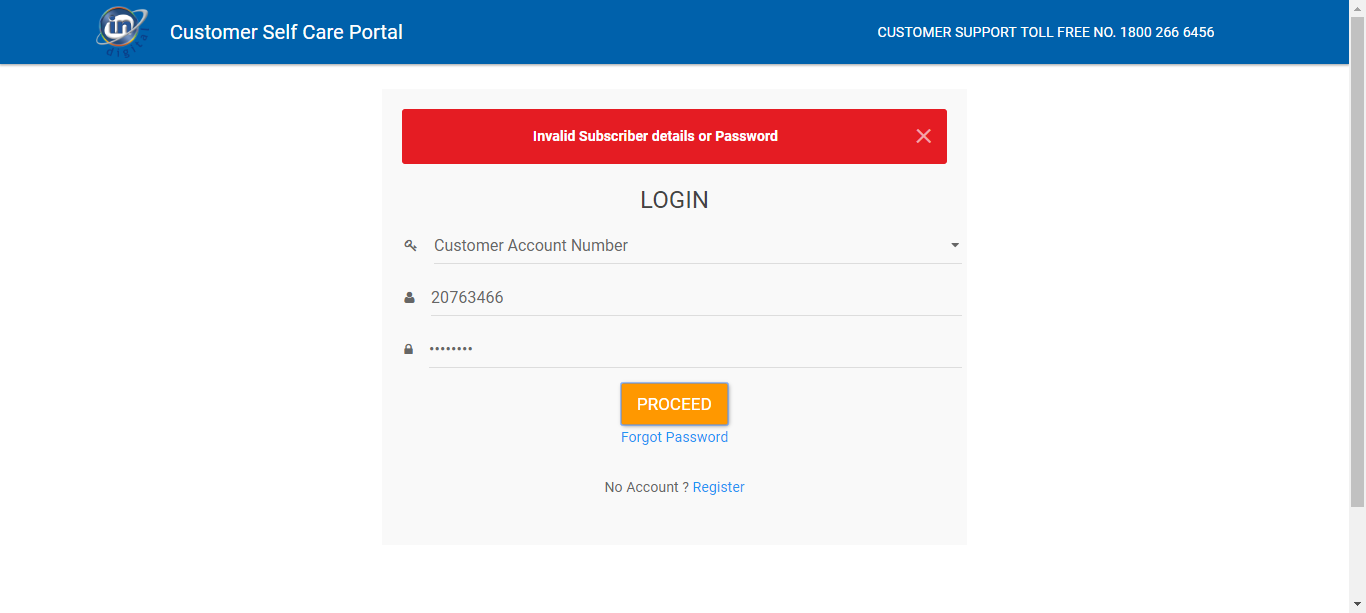 in
digital
Customer Self Care Portal
CUSTOMER SUPPORT TOLL FREE NO. 1800 266 6456
Invalid Subscriber details or Password
LOGIN
Customer Account Number
20763466
••••••••
PROCEED
Forgot Password
No Account ? Register